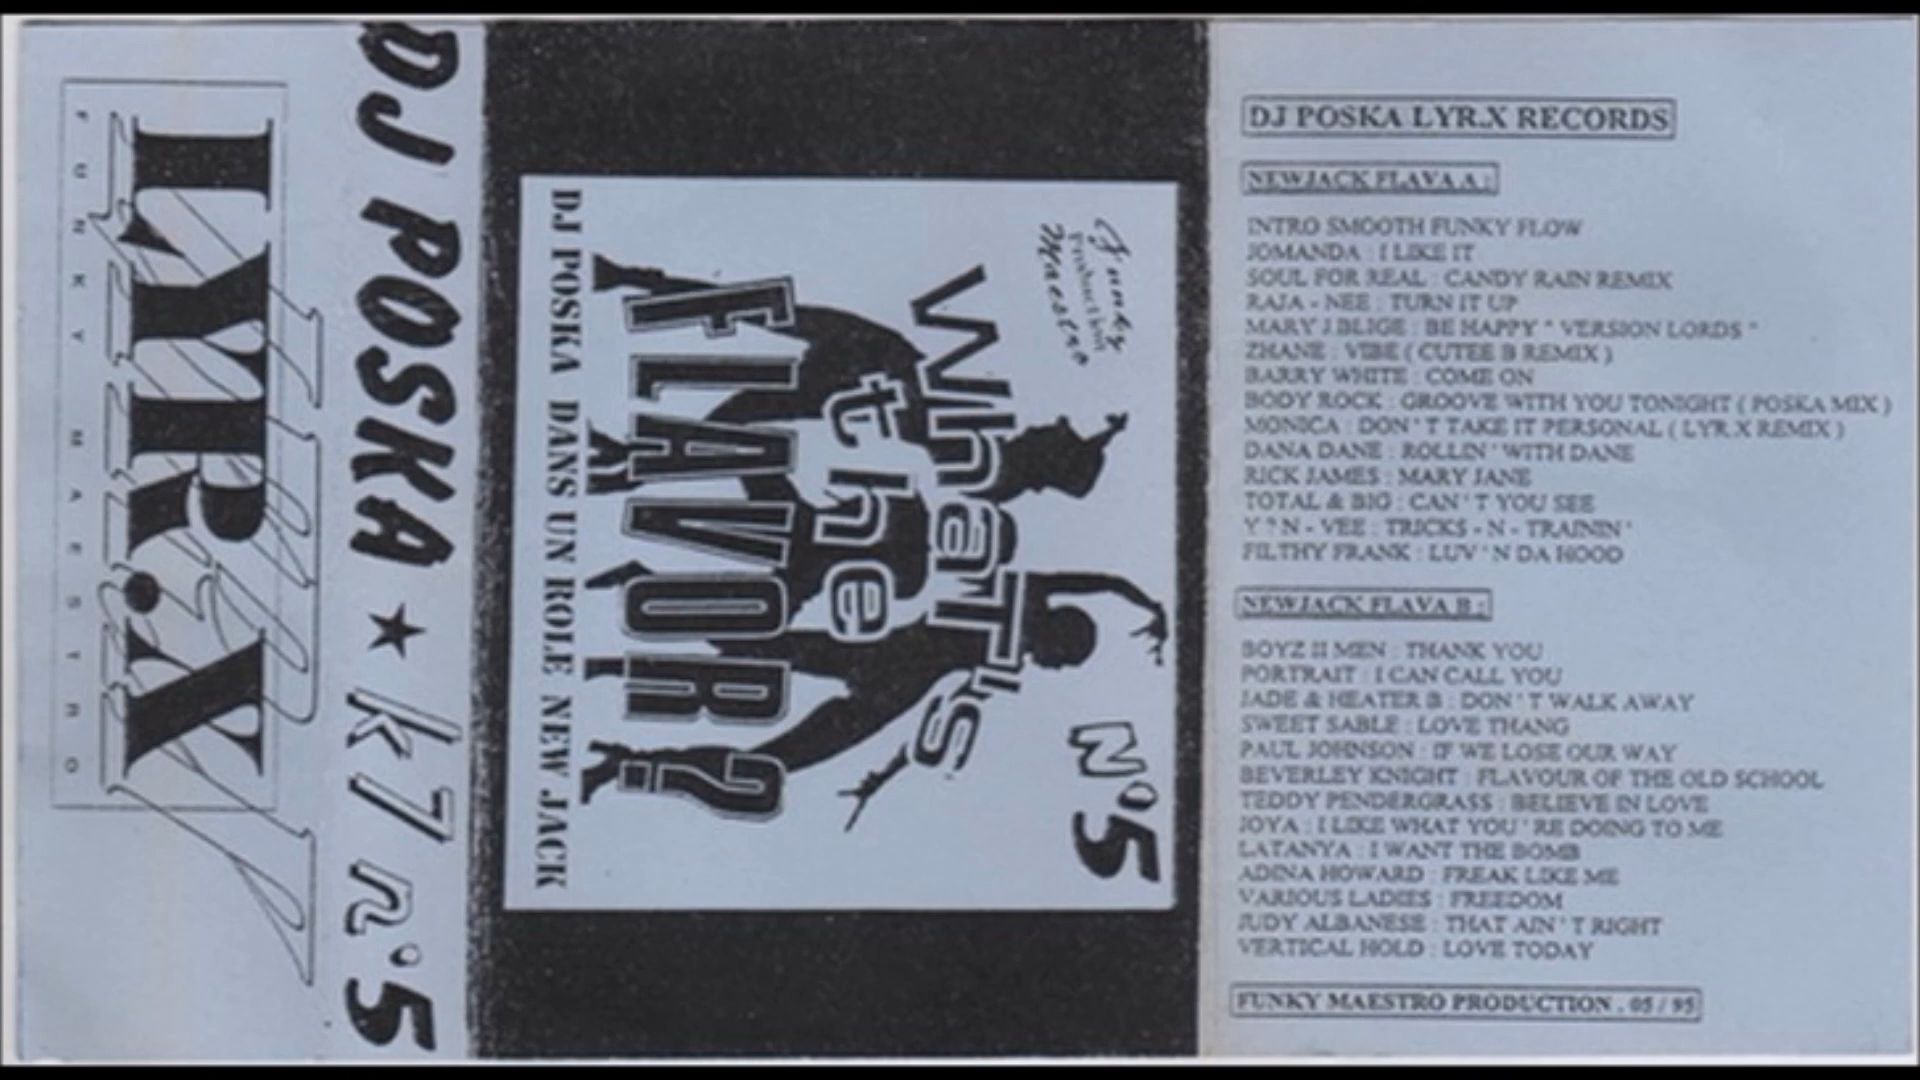 FUNKY MAESTRO
LYR.X
DJ POSKA ★ K7 n°5
Funky
Production
Maestro
N°5
WhaT's
the
FLAVOR?
DJ POSKA DANS UN ROLE NEW JACK
DJ POSKA LYR.X RECORDS
NEWJACK FLAVA A :
INTRO SMOOTH FUNKY FLOW
JOMANDA : I LIKE IT
SOUL FOR REAL : CANDY RAIN REMIX
RAJA - NEE : TURN IT UP
MARY J.BLIGE : BE HAPPY " VERSION LORDS "
ZHANE : VIBE ( CUTEE B REMIX )
BARRY WHITE : COME ON
BODY ROCK : GROOVE WITH YOU TONIGHT ( POSKA MIX )
MONICA : DON ' T TAKE IT PERSONAL ( LYR.X REMIX )
DANA DANE : ROLLIN ' WITH DANE
RICK JAMES : MARY JANE
TOTAL & BIG : CAN ' T YOU SEE
Y ? N - VEE : TRICKS - N - TRAININ '
FILTHY FRANK : LUV ' N DA HOOD
NEWJACK FLAVA B :
BOYZ II MEN : THANK YOU
PORTRAIT : I CAN CALL YOU
JADE & HEATER B : DON ' T WALK AWAY
SWEET SABLE : LOVE THANG
PAUL JOHNSON : IF WE LOSE OUR WAY
BEVERLEY KNIGHT : FLAVOUR OF THE OLD SCHOOL
TEDDY PENDERGRASS : BELIEVE IN LOVE
JOYA : I LIKE WHAT YOU ' RE DOING TO ME
LATANYA : I WANT THE BOMB
ADINA HOWARD : FREAK LIKE ME
VARIOUS LADIES : FREEDOM
JUDY ALBANESE : THAT AIN ' T RIGHT
VERTICAL HOLD : LOVE TODAY
FUNKY MAESTRO PRODUCTION . 05 / 95